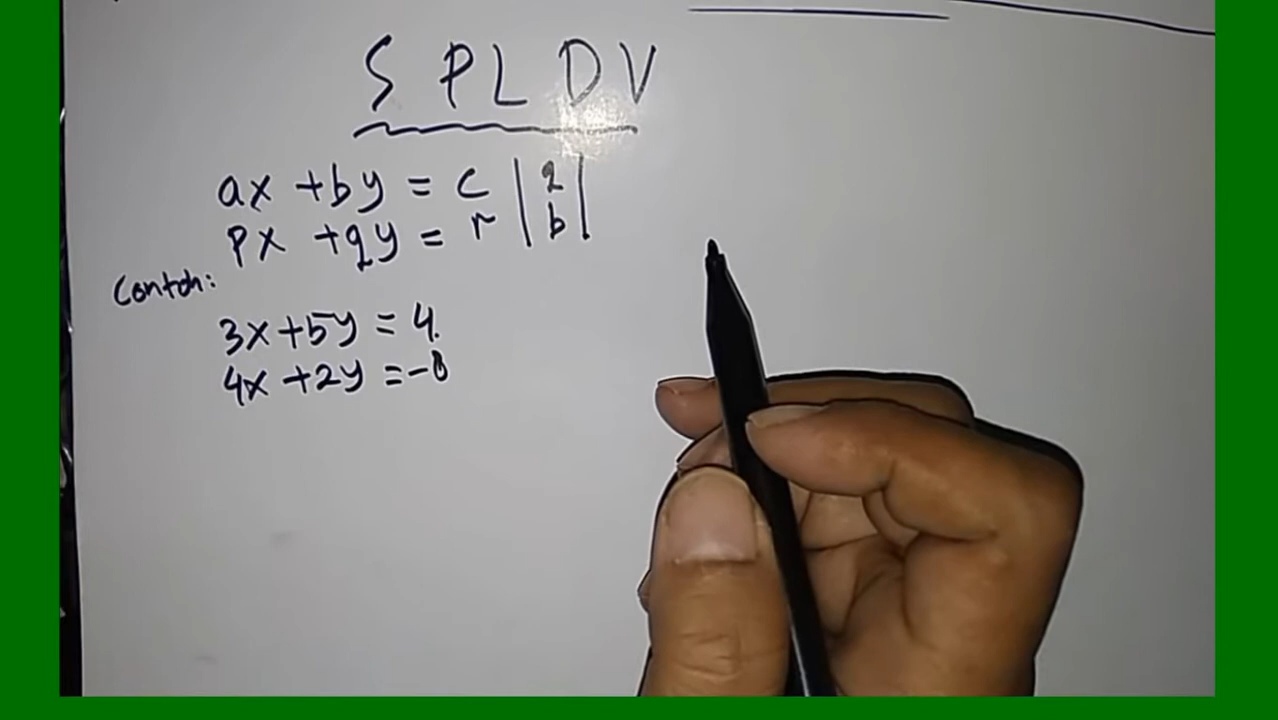 SPLDV
ax + by = c | a |
px + qy = r | b |
Contoh:
3x + 5y = 4.
4x + 2y = -8